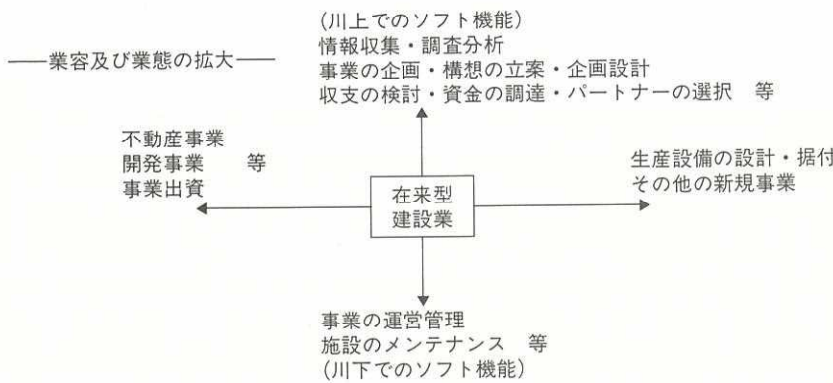 (川上でのソフト機能)
情報収集・調査分析
――業容及び業態の拡大――
事業の企画・構想の立案・企画設計
収支の検討・資金の調達・パートナーの選択　等
不動産事業
開発事業　　等
事業出資
生産設備の設計・据付
その他の新規事業
在来型
建設業
事業の運営管理
施設のメンテナンス　等
(川下でのソフト機能)